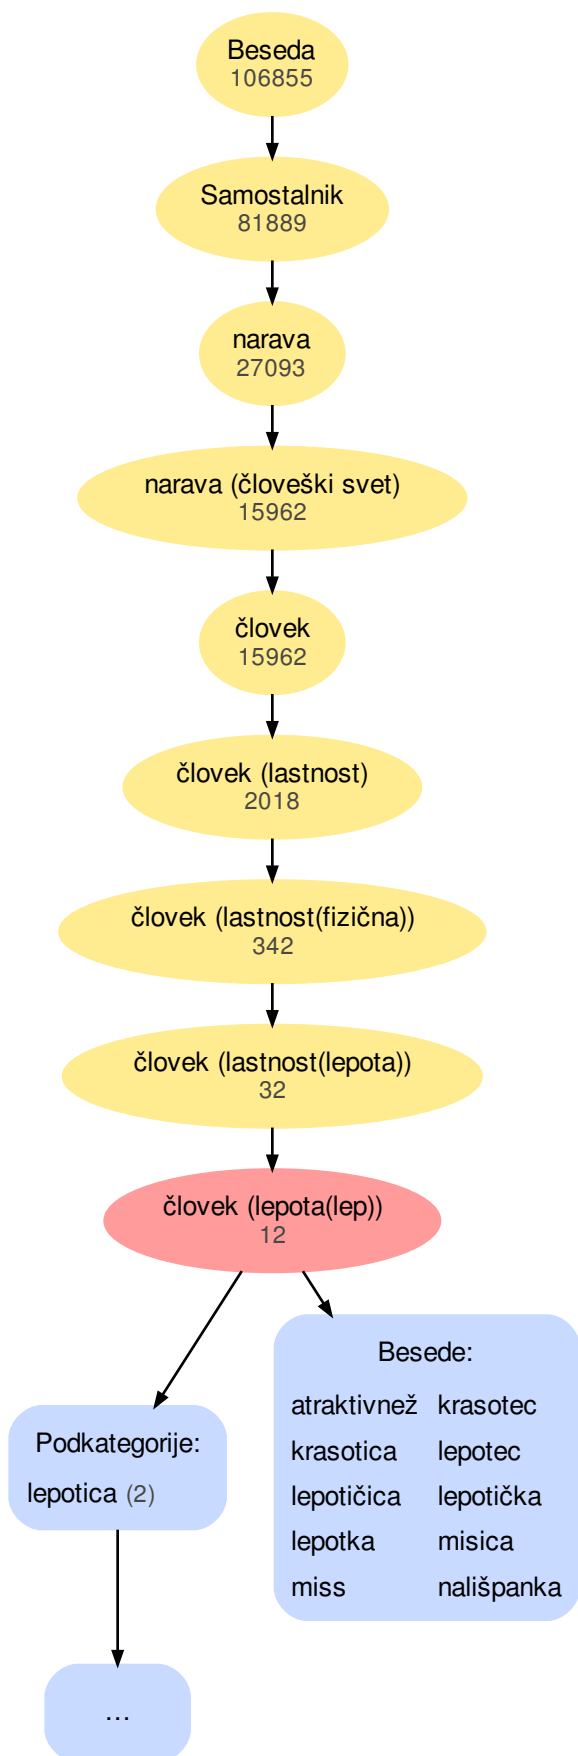 Beseda
106855
Samostalnik
81889
narava
27093
narava (človeški svet)
15962
človek
15962
človek (lastnost)
2018
človek (lastnost(fizična))
342
človek (lastnost(lepota))
32
človek (lepota(lep))
12
Besede:
atraktivnež krasotec
krasotica lepotec
lepotičica lepotička
lepotka misica
miss nališpanka
Podkategorije:
lepotica (2)
...